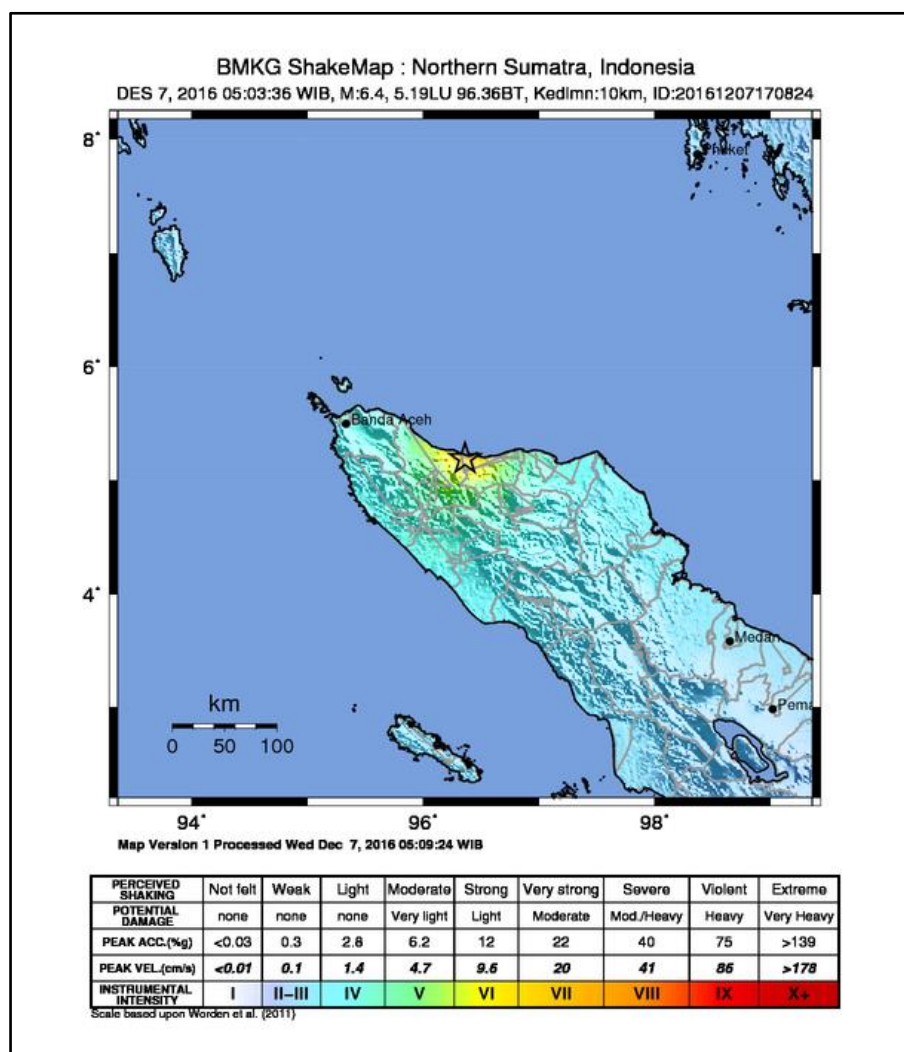 BMKG ShakeMap : Northern Sumatra, Indonesia
DES 7, 2016 05:03:36 WIB, M:6.4, 5.19LU 96.36BT, Kedlmn:10km, ID:20161207170824
8°
Phuket
6°
Banda Aceh
4°
Medan
km
Pema
0 50 100
94° 96° 98°
Map Version 1 Processed Wed Dec 7, 2016 05:09:24 WIB
PERCEIVED SHAKING Not felt Weak Light Moderate Strong Very strong Severe Violent Extreme
POTENTIAL DAMAGE none none none Very light Light Moderate Mod./Heavy Heavy Very Heavy
PEAK ACC.(%g) <0.03 0.3 2.8 6.2 12 22 40 75 >139
PEAK VEL.(cm/s) <0.01 0.1 1.4 4.7 9.6 20 41 86 >178
INSTRUMENTAL INTENSITY I II–III IV V VI VII VIII IX X+
Scale based upon Worden et al. (2011)